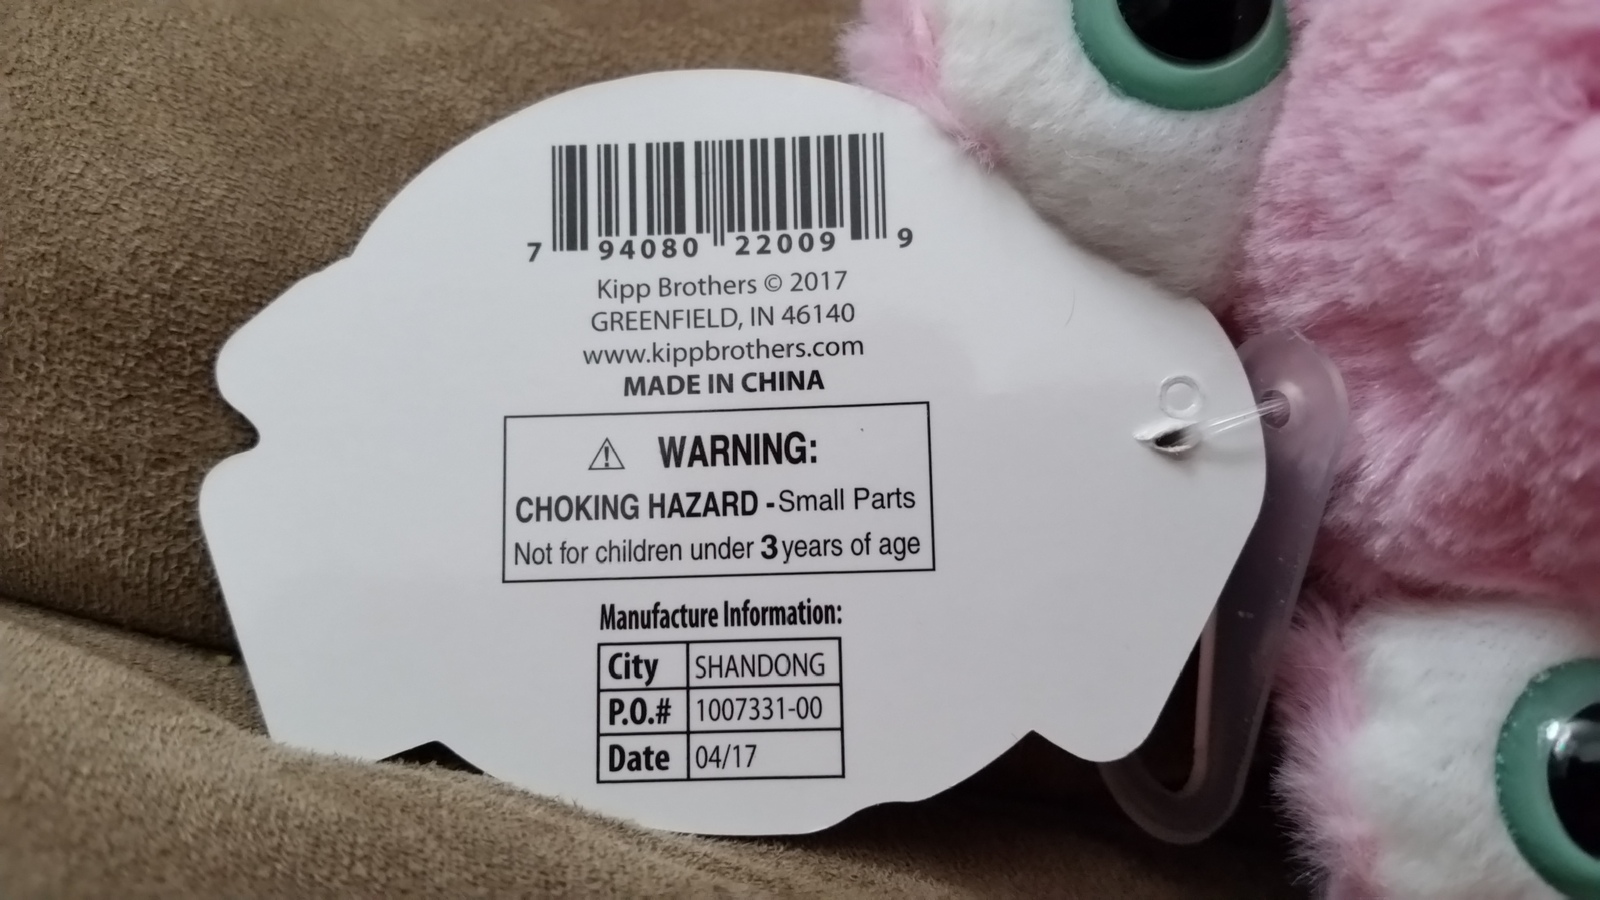 7 94080 22009 9
Kipp Brothers © 2017
GREENFIELD, IN 46140
www.kippbrothers.com
MADE IN CHINA
⚠ WARNING:
CHOKING HAZARD - Small Parts
Not for children under 3 years of age
Manufacture Information:
City SHANDONG
P.O.# 1007331-00
Date 04/17